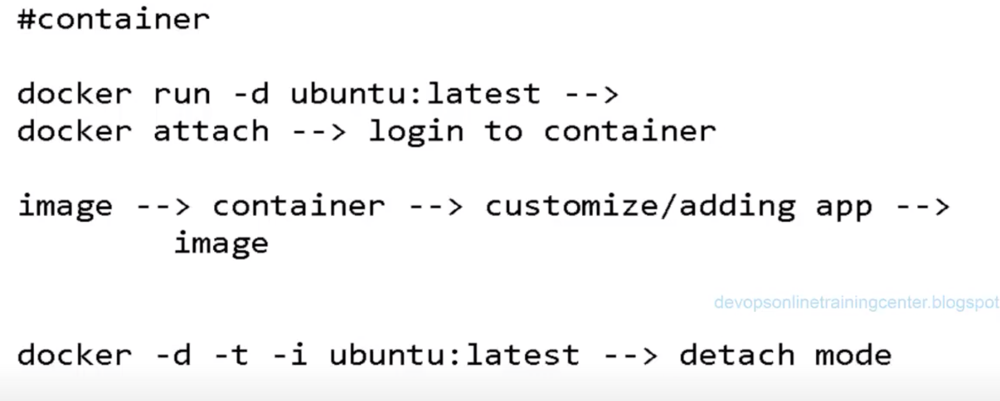 #container
docker run -d ubuntu:latest -->
docker attach --> login to container
image --> container --> customize/adding app -->
image
devopsonlinetrainingcenter.blogspot
docker -d -t -i ubuntu:latest --> detach mode